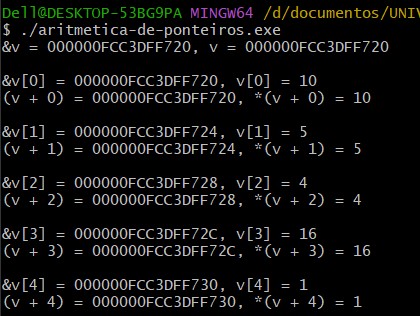 Dell@DESKTOP-53BG9PA MINGW64 /d/documentos/UNIV
$ ./aritmetica-de-ponteiros.exe
&v = 000000FCC3DFF720, v = 000000FCC3DFF720
&v[0] = 000000FCC3DFF720, v[0] = 10
(v + 0) = 000000FCC3DFF720, *(v + 0) = 10
&v[1] = 000000FCC3DFF724, v[1] = 5
(v + 1) = 000000FCC3DFF724, *(v + 1) = 5
&v[2] = 000000FCC3DFF728, v[2] = 4
(v + 2) = 000000FCC3DFF728, *(v + 2) = 4
&v[3] = 000000FCC3DFF72C, v[3] = 16
(v + 3) = 000000FCC3DFF72C, *(v + 3) = 16
&v[4] = 000000FCC3DFF730, v[4] = 1
(v + 4) = 000000FCC3DFF730, *(v + 4) = 1